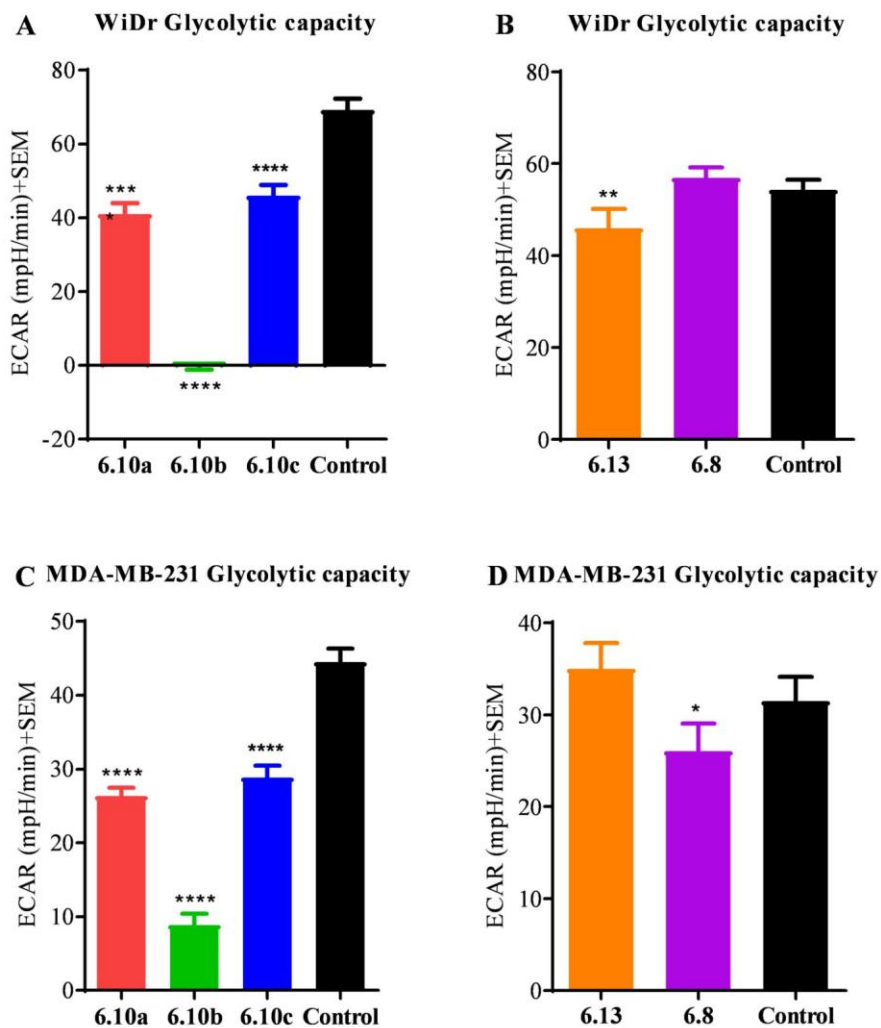 A WiDr Glycolytic capacity
ECAR (mpH/min)+SEM
80
60
40
20
0
-20
***
*
****
****
6.10a 6.10b 6.10c Control
B WiDr Glycolytic capacity
ECAR (mpH/min)+SEM
80
60
40
20
0
**
6.13 6.8 Control
C MDA-MB-231 Glycolytic capacity
ECAR (mpH/min)+SEM
50
40
30
20
10
0
****
****
****
6.10a 6.10b 6.10c Control
D MDA-MB-231 Glycolytic capacity
ECAR (mpH/min)+SEM
40
30
20
10
0
*
6.13 6.8 Control